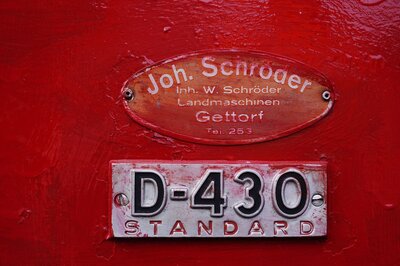 Joh. Schröder
Inh. W. Schröder
Landmaschinen
Gettorf
Tel. 253
D-430
STANDARD